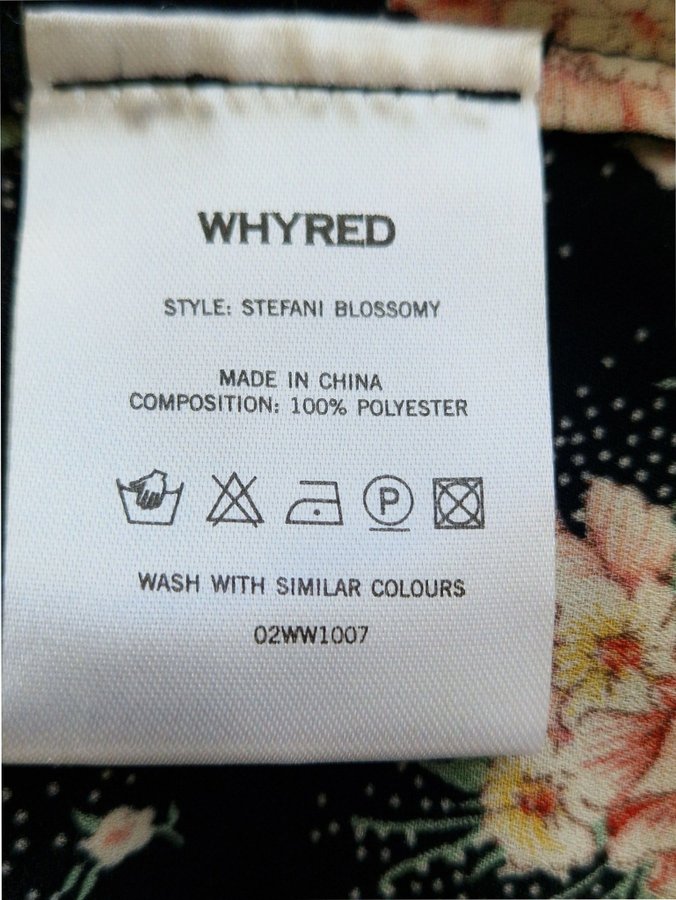 WHYRED
STYLE: STEFANI BLOSSOMY
MADE IN CHINA
COMPOSITION: 100% POLYESTER
P
WASH WITH SIMILAR COLOURS
02WW1007